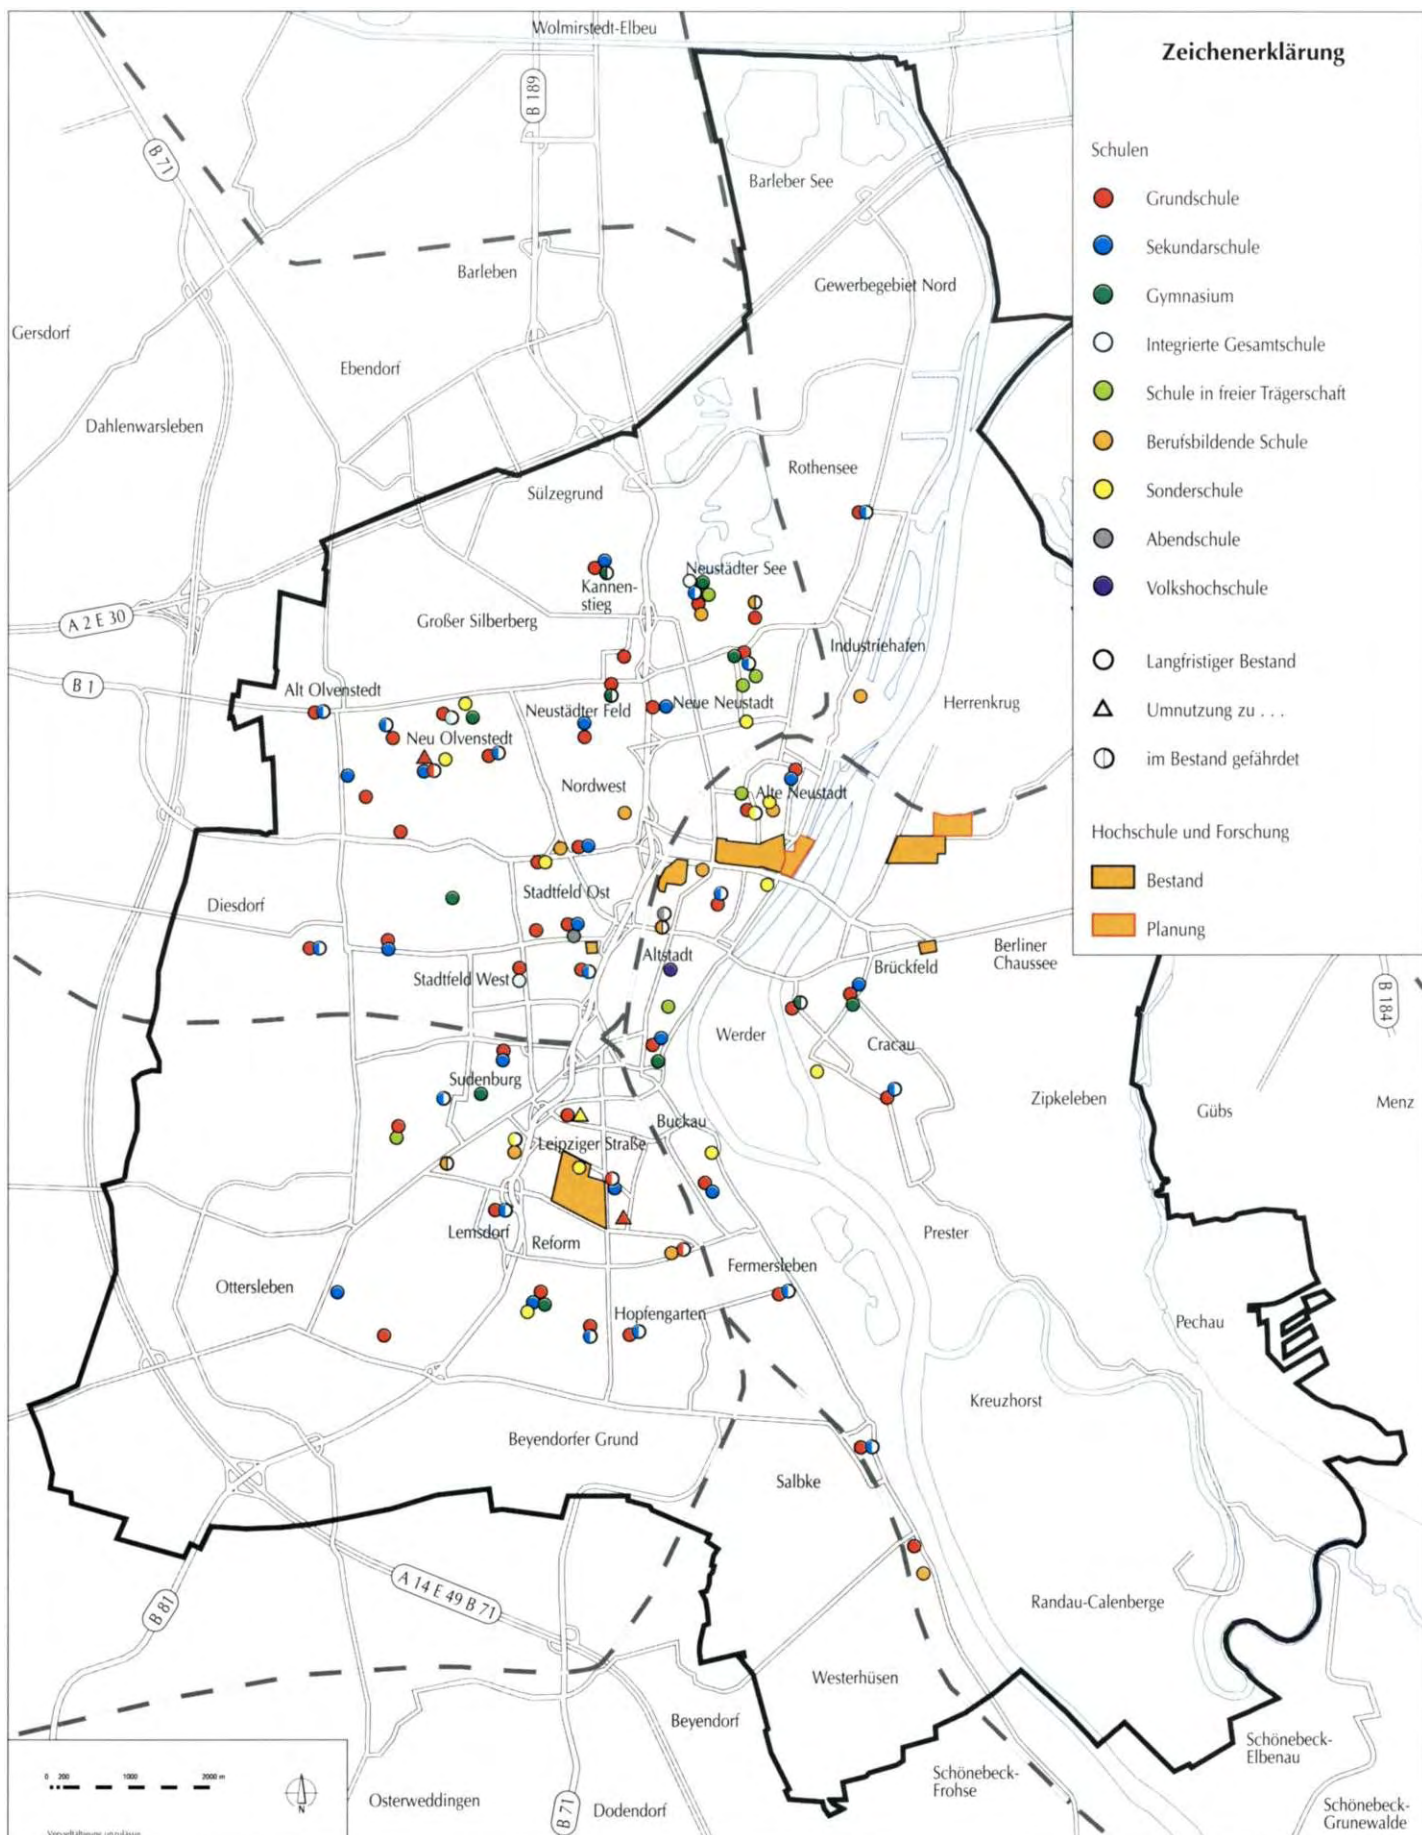 Wolmirstedt-Elbeu
Zeichenerklärung
B 189
B 71
Schulen
Barleber See
Grundschule
Sekundarschule
Barleben
Gewerbegebiet Nord
Gymnasium
Gersdorf
Integrierte Gesamtschule
Ebendorf
Schule in freier Trägerschaft
Dahlenwarsleben
Berufsbildende Schule
Rothensee
Sülzegrund
Sonderschule
Abendschule
Neustädter See
Kannen-
stieg
Volkshochschule
A 2 E 30
Großer Silberberg
Industriehafen
Langfristiger Bestand
B 1
Alt Olvenstedt
Neustädter Feld
Neue Neustadt
Herrenkrug
Umnutzung zu . . .
Neu Olvenstedt
im Bestand gefährdet
Nordwest
Alte Neustadt
Hochschule und Forschung
Bestand
Stadtfeld Ost
Diesdorf
Planung
Altstadt
Berliner
Chaussee
Brückfeld
Stadtfeld West
B 184
Werder
Cracau
Sudenburg
Zipkeleben
Gübs
Menz
Buckau
Leipziger Straße
Lemsdorf
Reform
Prester
Fermersleben
Ottersleben
Hopfengarten
Pechau
Kreuzhorst
Beyendorfer Grund
Salbke
A 14 E 49 B 71
B 81
Randau-Calenberge
Westerhüsen
Beyendorf
Schönebeck-
Elbenau
Schönebeck-
Frohse
0 200 1000 2000 m
N
Osterweddingen
B 71
Dodendorf
Schönebeck-
Grunewalde